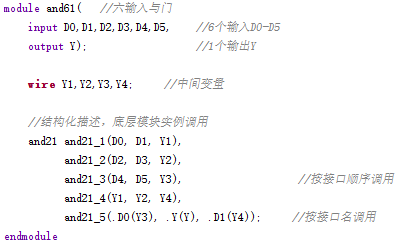 module and61(   //六输入与门
    input D0,D1,D2,D3,D4,D5,    //6个输入D0-D5
    output Y);                  //1个输出Y
    wire Y1,Y2,Y3,Y4;     //中间变量
    //结构化描述，底层模块实例调用
    and21 and21_1(D0, D1, Y1),
          and21_2(D2, D3, Y2),
          and21_3(D4, D5, Y3),                  //按接口顺序调用
          and21_4(Y1, Y2, Y4),
          and21_5(.D0(Y3), .Y(Y), .D1(Y4));     //按接口名调用
endmodule